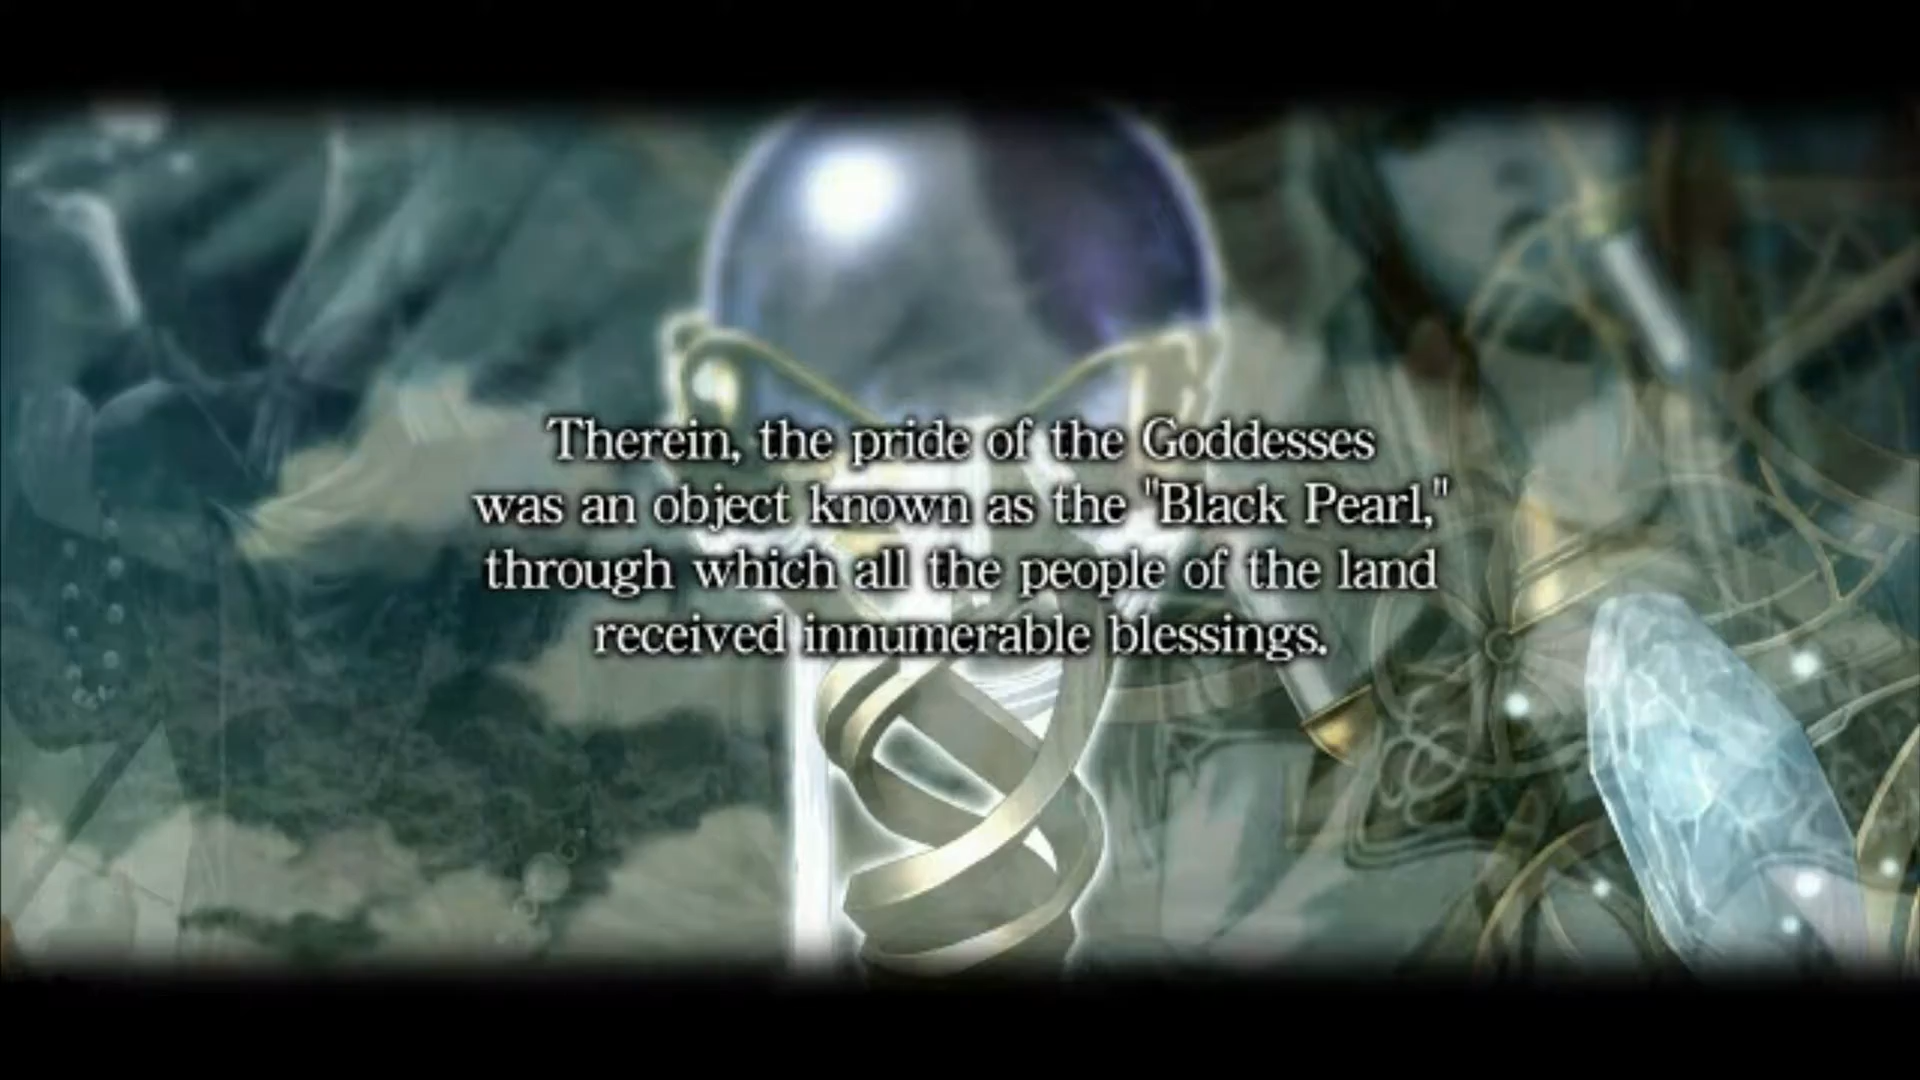 Therein, the pride of the Goddesses
was an object known as the "Black Pearl,"
through which all the people of the land
received innumerable blessings.